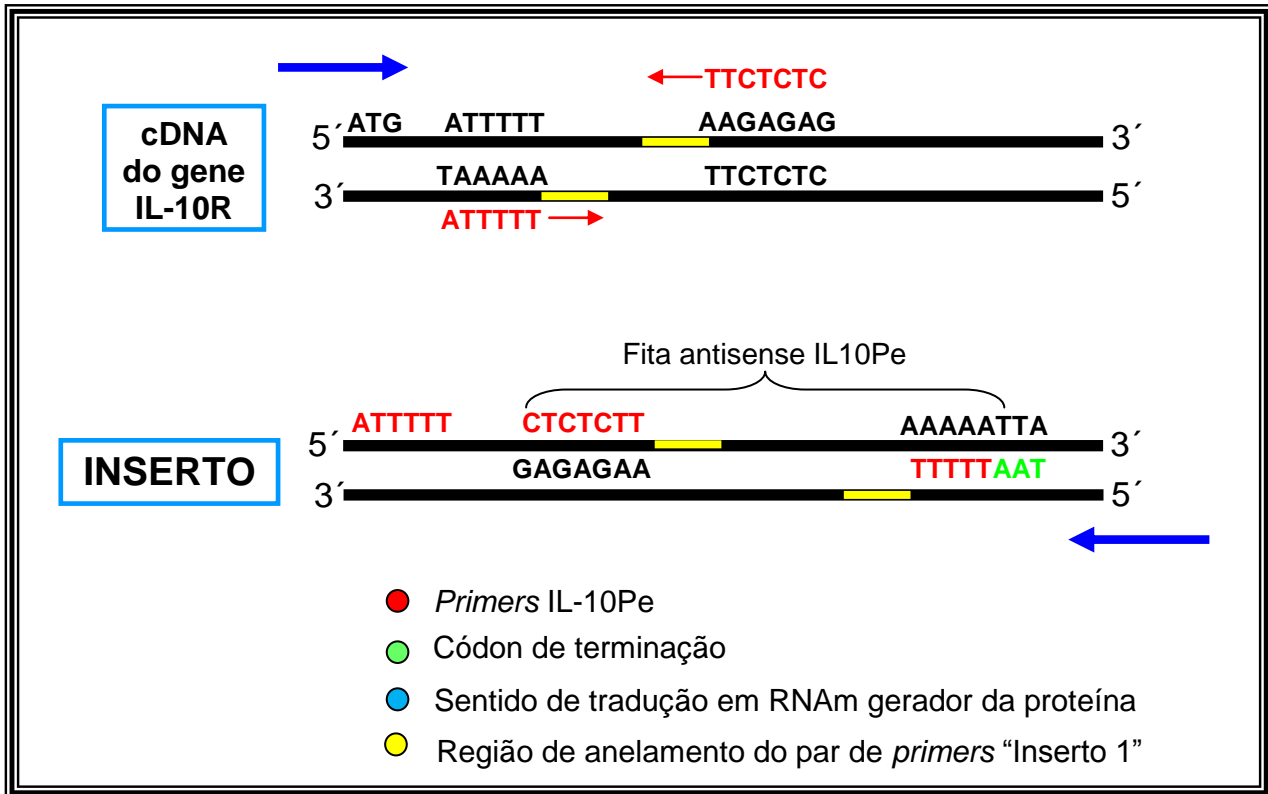 TTCTCTC
cDNA
do gene
IL-10R
5´ ATG ATTTTT AAGAGAG 3´
TAAAAA TTCTCTC
3´ 5´
ATTTTT
Fita antisense IL10Pe
ATTTTT CTCTCTT AAAAATTA
5´ 3´
INSERTO
GAGAGAA TTTTTAAT
3´ 5´
Primers IL-10Pe
Códon de terminação
Sentido de tradução em RNAm gerador da proteína
Região de anelamento do par de primers “Inserto 1”